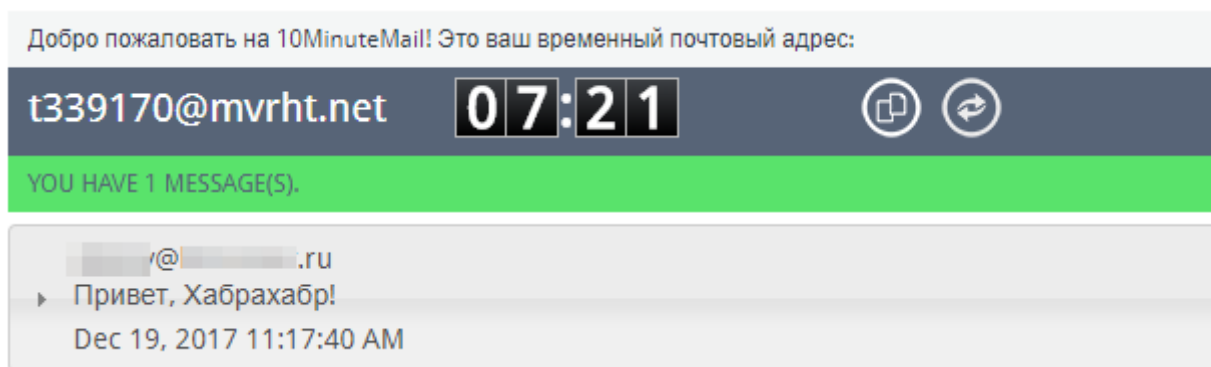 Добро пожаловать на 10MinuteMail! Это ваш временный почтовый адрес:
t339170@mvrht.net 07:21
YOU HAVE 1 MESSAGE(S).
@ .ru
Привет, Хабрахабр!
Dec 19, 2017 11:17:40 AM